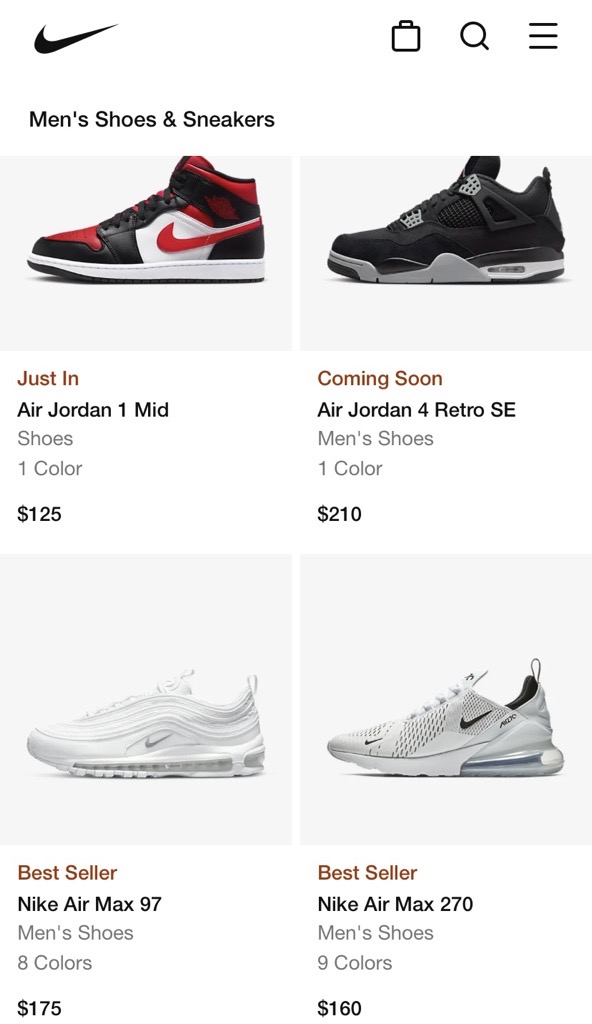 Men's Shoes & Sneakers
Just In
Air Jordan 1 Mid
Shoes
1 Color
$125
Coming Soon
Air Jordan 4 Retro SE
Men's Shoes
1 Color
$210
Best Seller
Nike Air Max 97
Men's Shoes
8 Colors
$175
Best Seller
Nike Air Max 270
Men's Shoes
9 Colors
$160